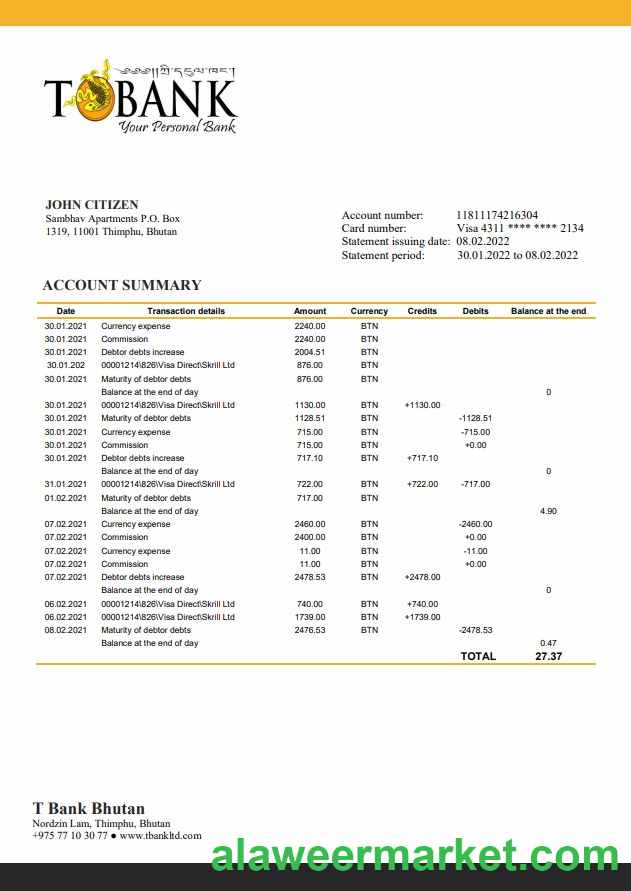 དངུལ་ཁང་།
T BANK
Your Personal Bank
JOHN CITIZEN
Sambhav Apartments P.O. Box
1319, 11001 Thimphu, Bhutan
Account number: 11811174216304
Card number: Visa 4311 **** **** 2134
Statement issuing date: 08.02.2022
Statement period: 30.01.2022 to 08.02.2022
ACCOUNT SUMMARY
Date Transaction details Amount Currency Credits Debits Balance at the end
30.01.2021 Currency expense 2240.00 BTN
30.01.2021 Commission 2240.00 BTN
30.01.2021 Debtor debts increase 2004.51 BTN
30.01.202 00001214\826\Visa Direct\Skrill Ltd 876.00 BTN
30.01.2021 Maturity of debtor debts 876.00 BTN
Balance at the end of day 0
30.01.2021 00001214\826\Visa Direct\Skrill Ltd 1130.00 BTN +1130.00
30.01.2021 Maturity of debtor debts 1128.51 BTN -1128.51
30.01.2021 Currency expense 715.00 BTN -715.00
30.01.2021 Commission 715.00 BTN +0.00
30.01.2021 Debtor debts increase 717.10 BTN +717.10
Balance at the end of day 0
31.01.2021 00001214\826\Visa Direct\Skrill Ltd 722.00 BTN +722.00 -717.00
01.02.2021 Maturity of debtor debts 717.00 BTN
Balance at the end of day 4.90
07.02.2021 Currency expense 2460.00 BTN -2460.00
07.02.2021 Commission 2400.00 BTN +0.00
07.02.2021 Currency expense 11.00 BTN -11.00
07.02.2021 Commission 11.00 BTN +0.00
07.02.2021 Debtor debts increase 2478.53 BTN +2478.00
Balance at the end of day 0
06.02.2021 00001214\826\Visa Direct\Skrill Ltd 740.00 BTN +740.00
06.02.2021 00001214\826\Visa Direct\Skrill Ltd 1739.00 BTN +1739.00
08.02.2021 Maturity of debtor debts 2476.53 BTN -2478.53
Balance at the end of day 0.47
TOTAL 27.37
T Bank Bhutan
Nordzin Lam, Thimphu, Bhutan
+975 77 10 30 77 ● www.tbankltd.com
alaweermarket.com